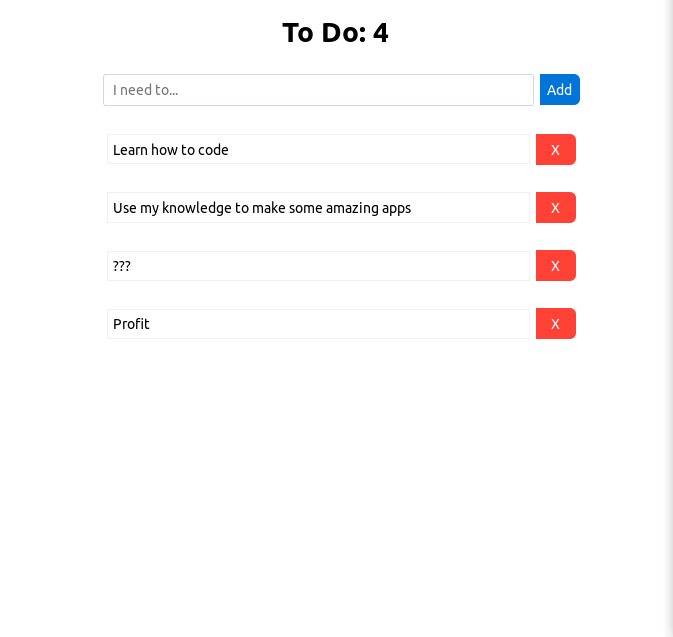 To Do: 4
I need to... Add
Learn how to code X
Use my knowledge to make some amazing apps X
??? X
Profit X